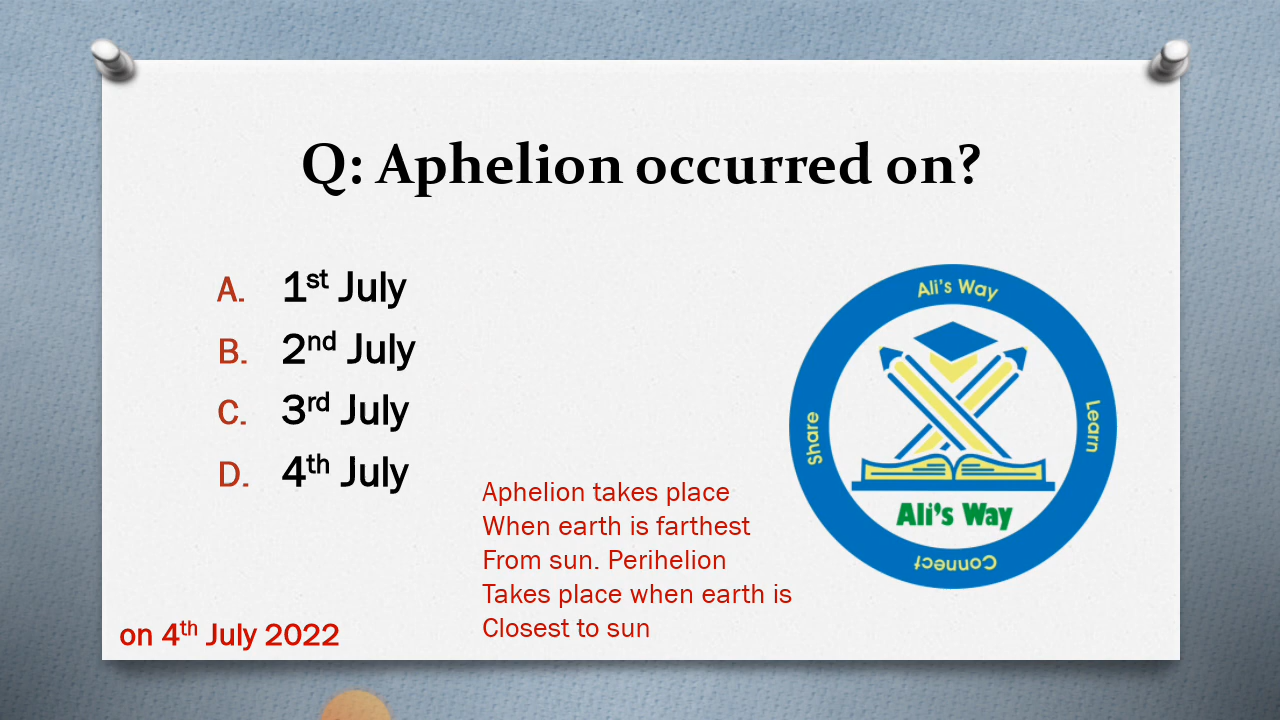 Q: Aphelion occurred on?
A. 1st July
B. 2nd July
C. 3rd July
D. 4th July
Aphelion takes place
When earth is farthest
From sun. Perihelion
Takes place when earth is
Closest to sun
on 4th July 2022
Ali's Way
Learn
Connect
Share
Ali's Way